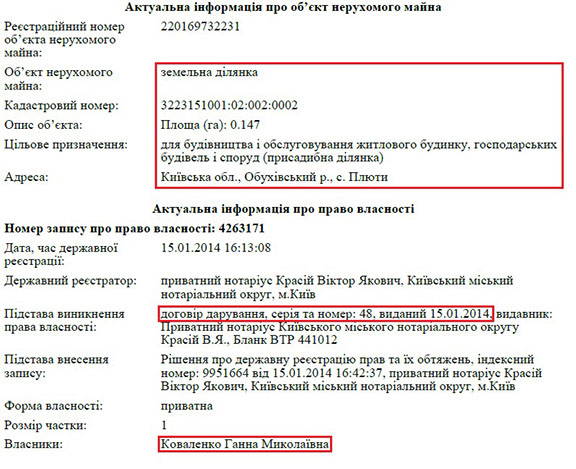 Актуальна інформація про об’єкт нерухомого майна
Реєстраційний номер 220169732231
об’єкта нерухомого
майна:
Об’єкт нерухомого земельна ділянка
майна:
Кадастровий номер: 3223151001:02:002:0002
Опис об’єкта: Площа (га): 0.147
Цільове призначення: для будівництва і обслуговування житлового будинку, господарських
будівель і споруд (присадибна ділянка)
Адреса: Київська обл., Обухівський р., с. Плюти
Актуальна інформація про право власності
Номер запису про право власності: 4263171
Дата, час державної 15.01.2014 16:13:08
реєстрації:
Державний реєстратор: приватний нотаріус Красій Віктор Якович, Київський міський
нотаріальний округ, м.Київ
Підстава виникнення договір дарування, серія та номер: 48, виданий 15.01.2014, видавник:
права власності: Приватний нотаріус Київського міського нотаріального округу
Красій В.Я., Бланк ВТР 441012
Підстава внесення Рішення про державну реєстрацію прав та їх обтяжень, індексний
запису: номер: 9951664 від 15.01.2014 16:42:37, приватний нотаріус Красій
Віктор Якович, Київський міський нотаріальний округ, м.Київ
Форма власності: приватна
Розмір частки: 1
Власники: Коваленко Ганна Миколаївна